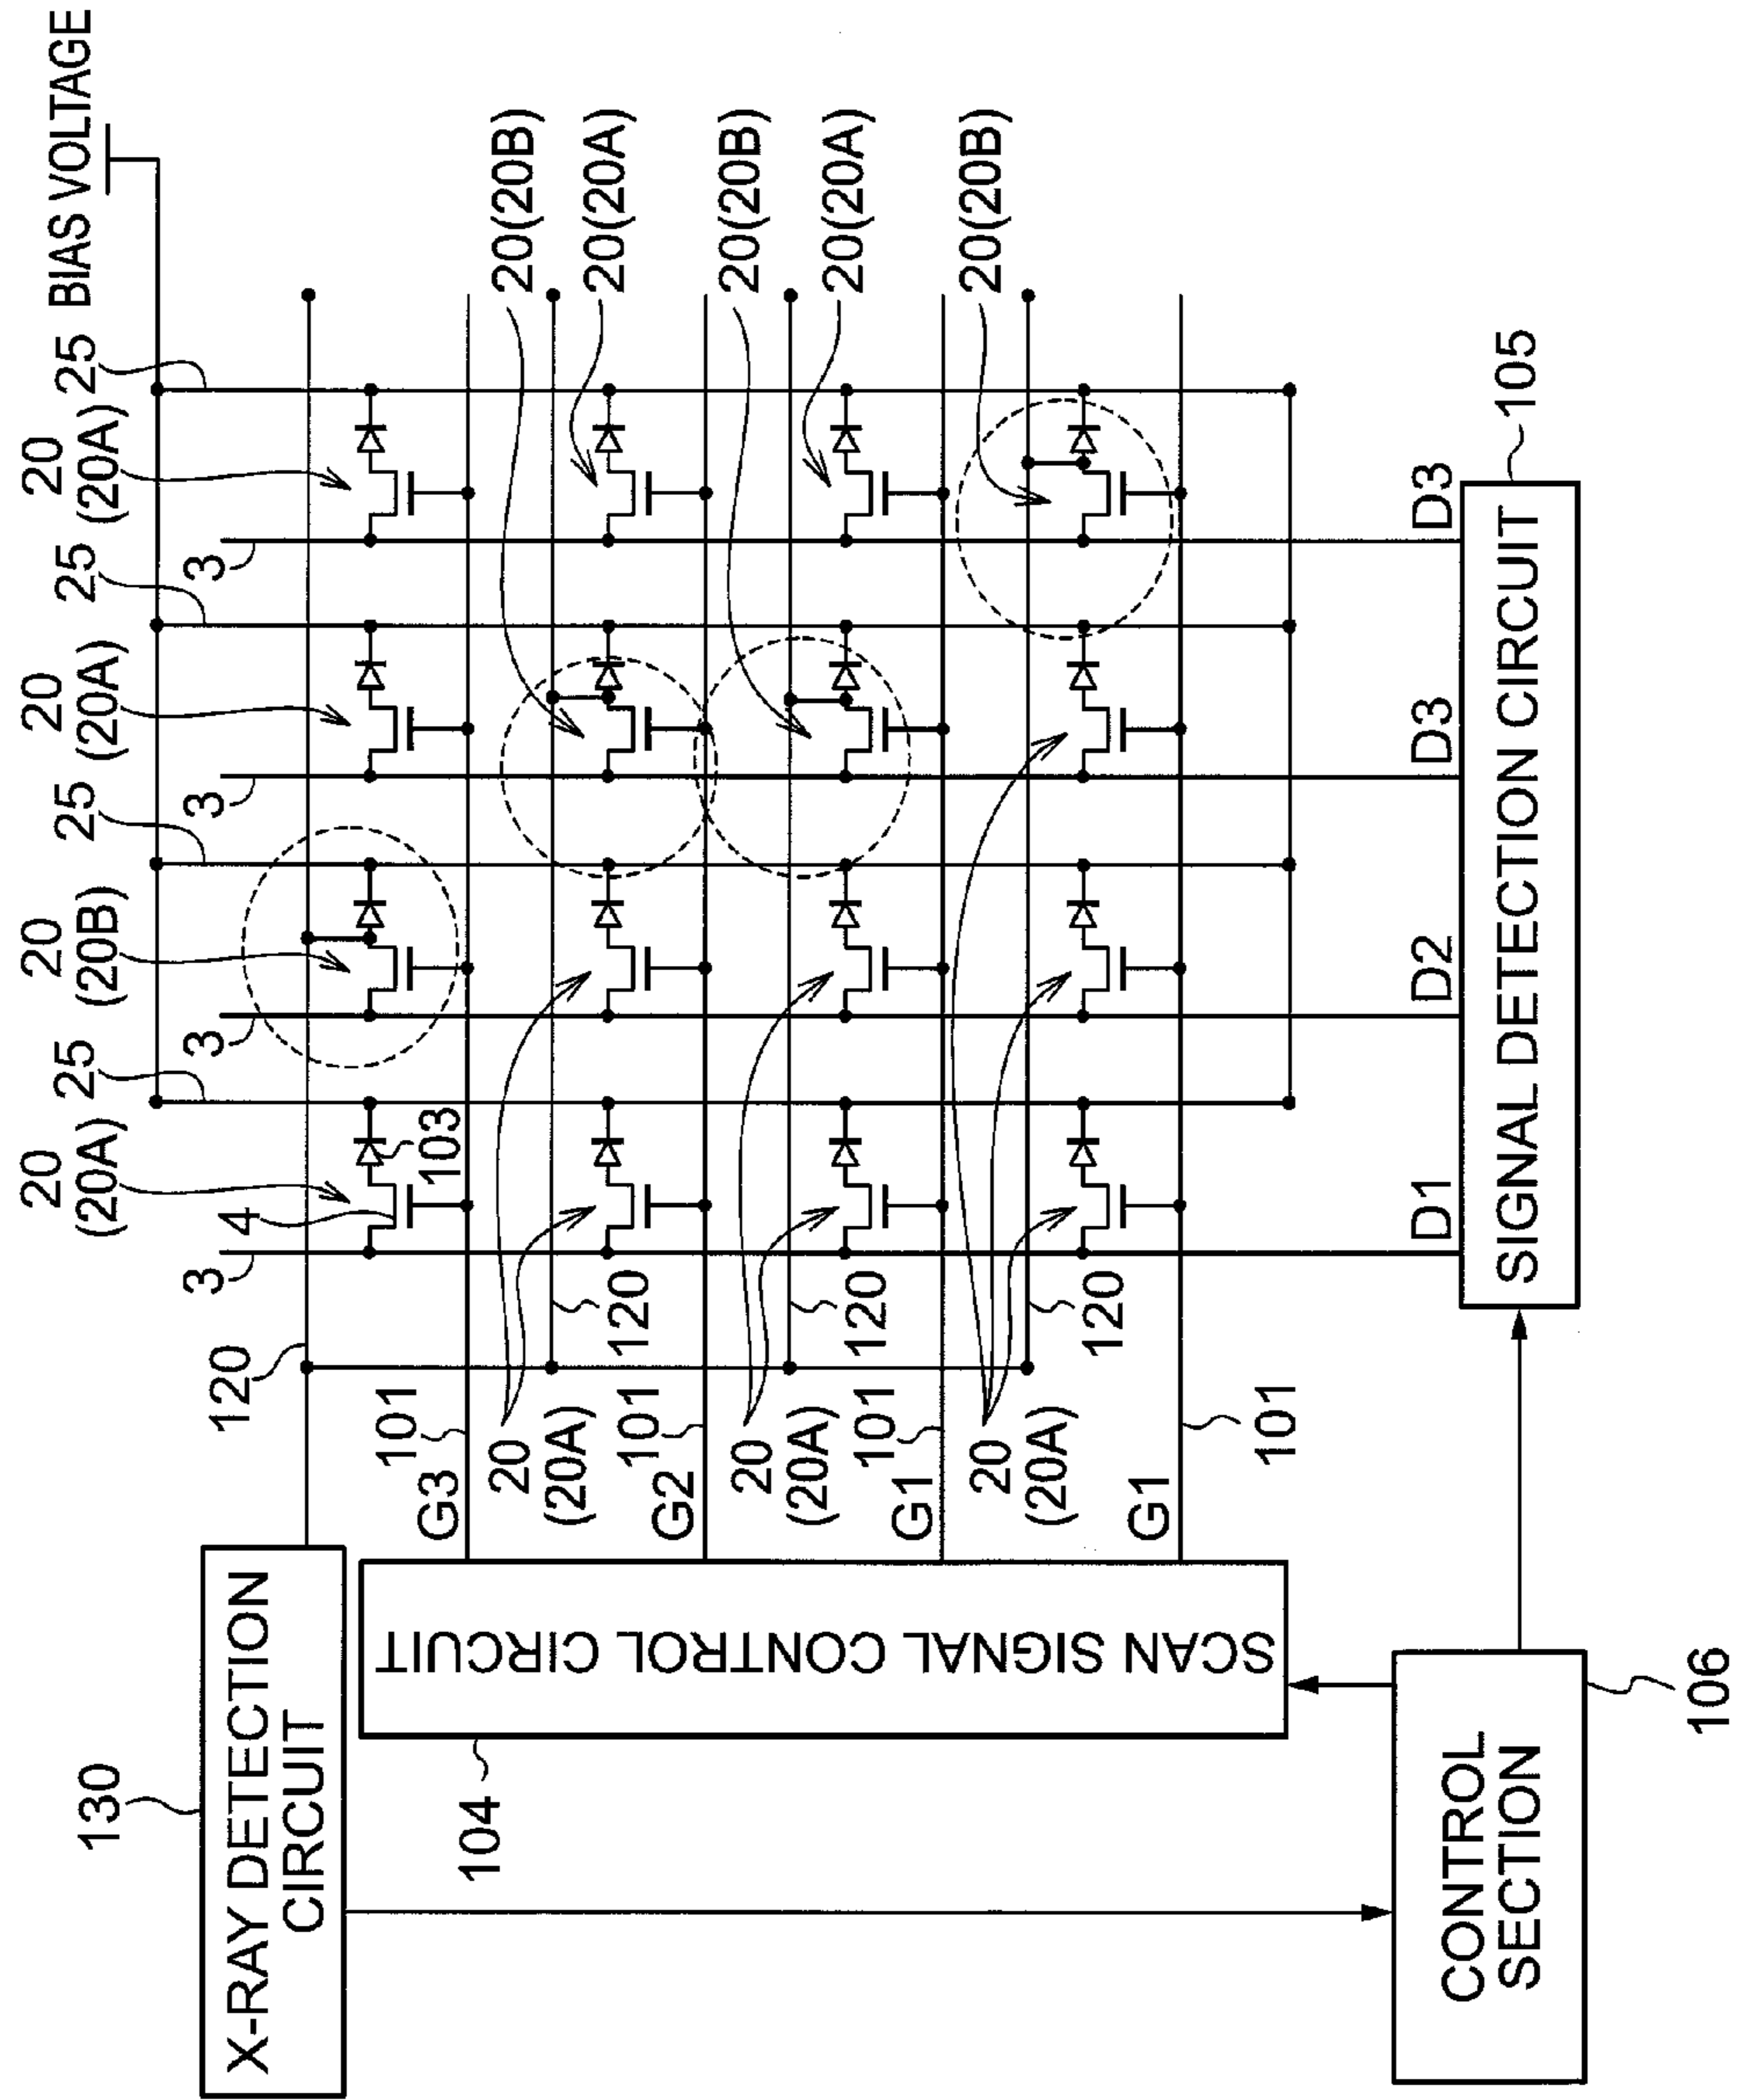 130
X-RAY DETECTION
CIRCUIT
20
(20A)
25
20
(20B)
25
20
(20A)
25
20
(20A)
25
BIAS VOLTAGE
120
3
4
3
3
3
103
101
G3
104
SCAN SIGNAL CONTROL CIRCUIT
20
(20A)
120
20(20B)
20(20A)
101
G2
20
(20A)
120
20(20B)
20(20A)
101
G1
20
(20A)
120
20(20B)
G1
101
D1
D2
D3
D3
CONTROL
SECTION
106
SIGNAL DETECTION CIRCUIT
105